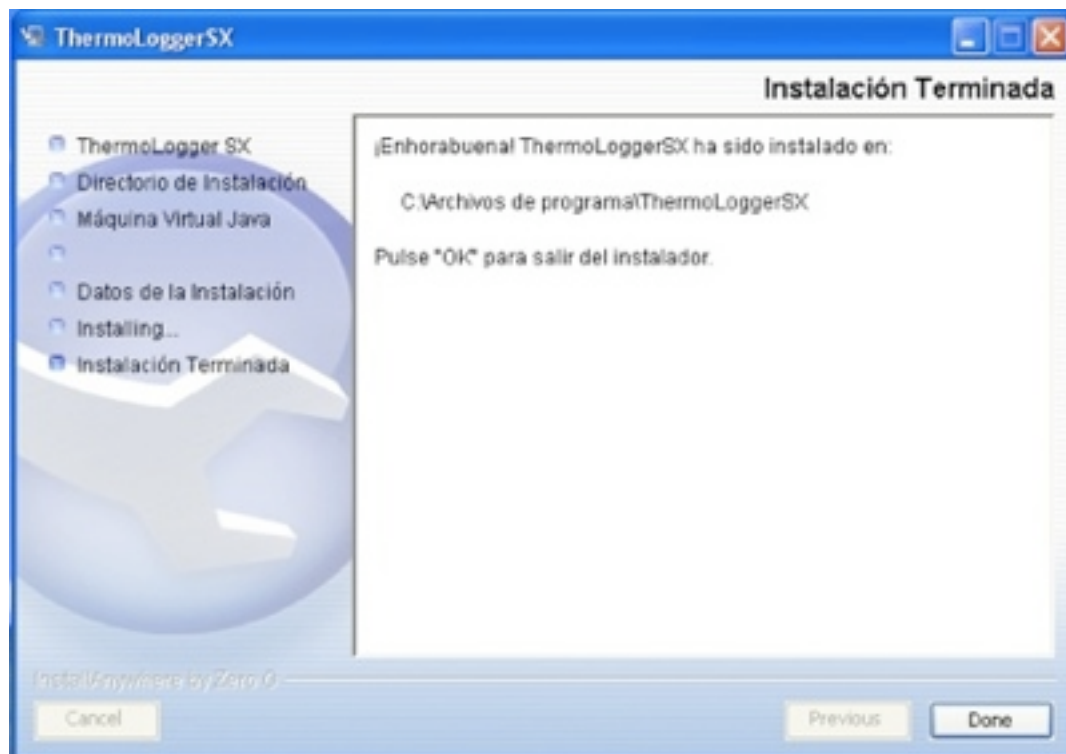 ThermoLoggerSX
Instalación Terminada
ThermoLogger SX
Directorio de Instalación
Máquina Virtual Java
Datos de la Instalación
Installing...
Instalación Terminada
¡Enhorabuena! ThermoLoggerSX ha sido instalado en:
C:\Archivos de programa\ThermoLoggerSX
Pulse "OK" para salir del instalador.
InstallAnywhere by Zero G
Cancel
Previous
Done